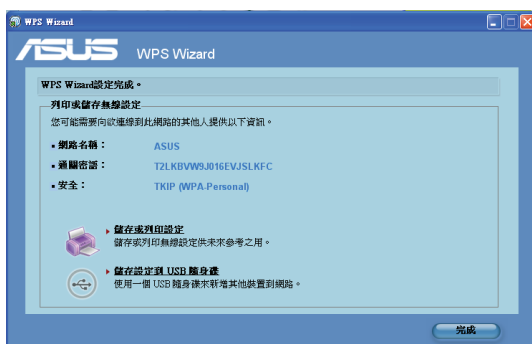 WPS Wizard
ASUS WPS Wizard
WPS Wizard設定完成。
列印或儲存無線設定
您可能需要向欲連線到此網路的其他人提供以下資訊。
▪ 網路名稱： ASUS
▪ 通關密語： T2LKBVW9J016EVJSLKFC
▪ 安全： TKIP (WPA-Personal)
儲存或列印設定
儲存或列印無線設定供未來參考之用。
儲存設定到 USB 隨身碟
使用一個 USB 隨身碟來新增其他裝置到網路。
完成